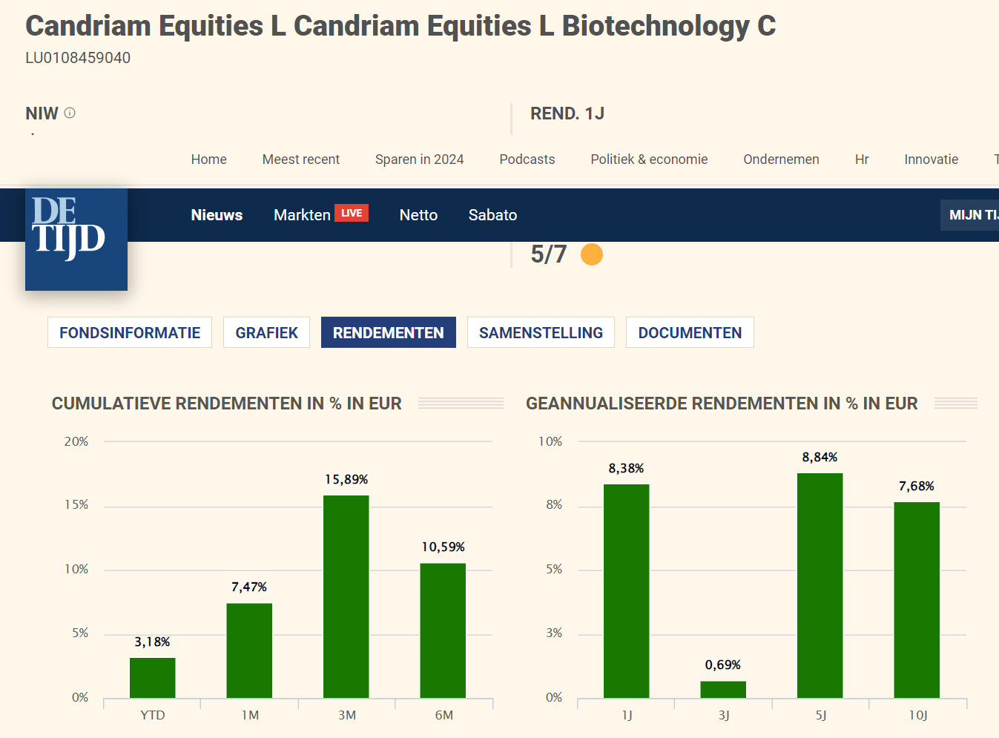 Candriam Equities L Candriam Equities L Biotechnology C
LU0108459040
NIW
REND. 1J
Home Meest recent Sparen in 2024 Podcasts Politiek & economie Ondernemen Hr Innovatie
DE TIJD
Nieuws Markten LIVE Netto Sabato MIJN
5/7
FONDSINFORMATIE GRAFIEK RENDEMENTEN SAMENSTELLING DOCUMENTEN
CUMULATIEVE RENDEMENTEN IN % IN EUR
20%
15%
10%
5%
0%
3,18%
7,47%
15,89%
10,59%
YTD 1M 3M 6M
GEANNUALISEERDE RENDEMENTEN IN % IN EUR
10%
8%
5%
3%
0%
8,38%
0,69%
8,84%
7,68%
1J 3J 5J 10J